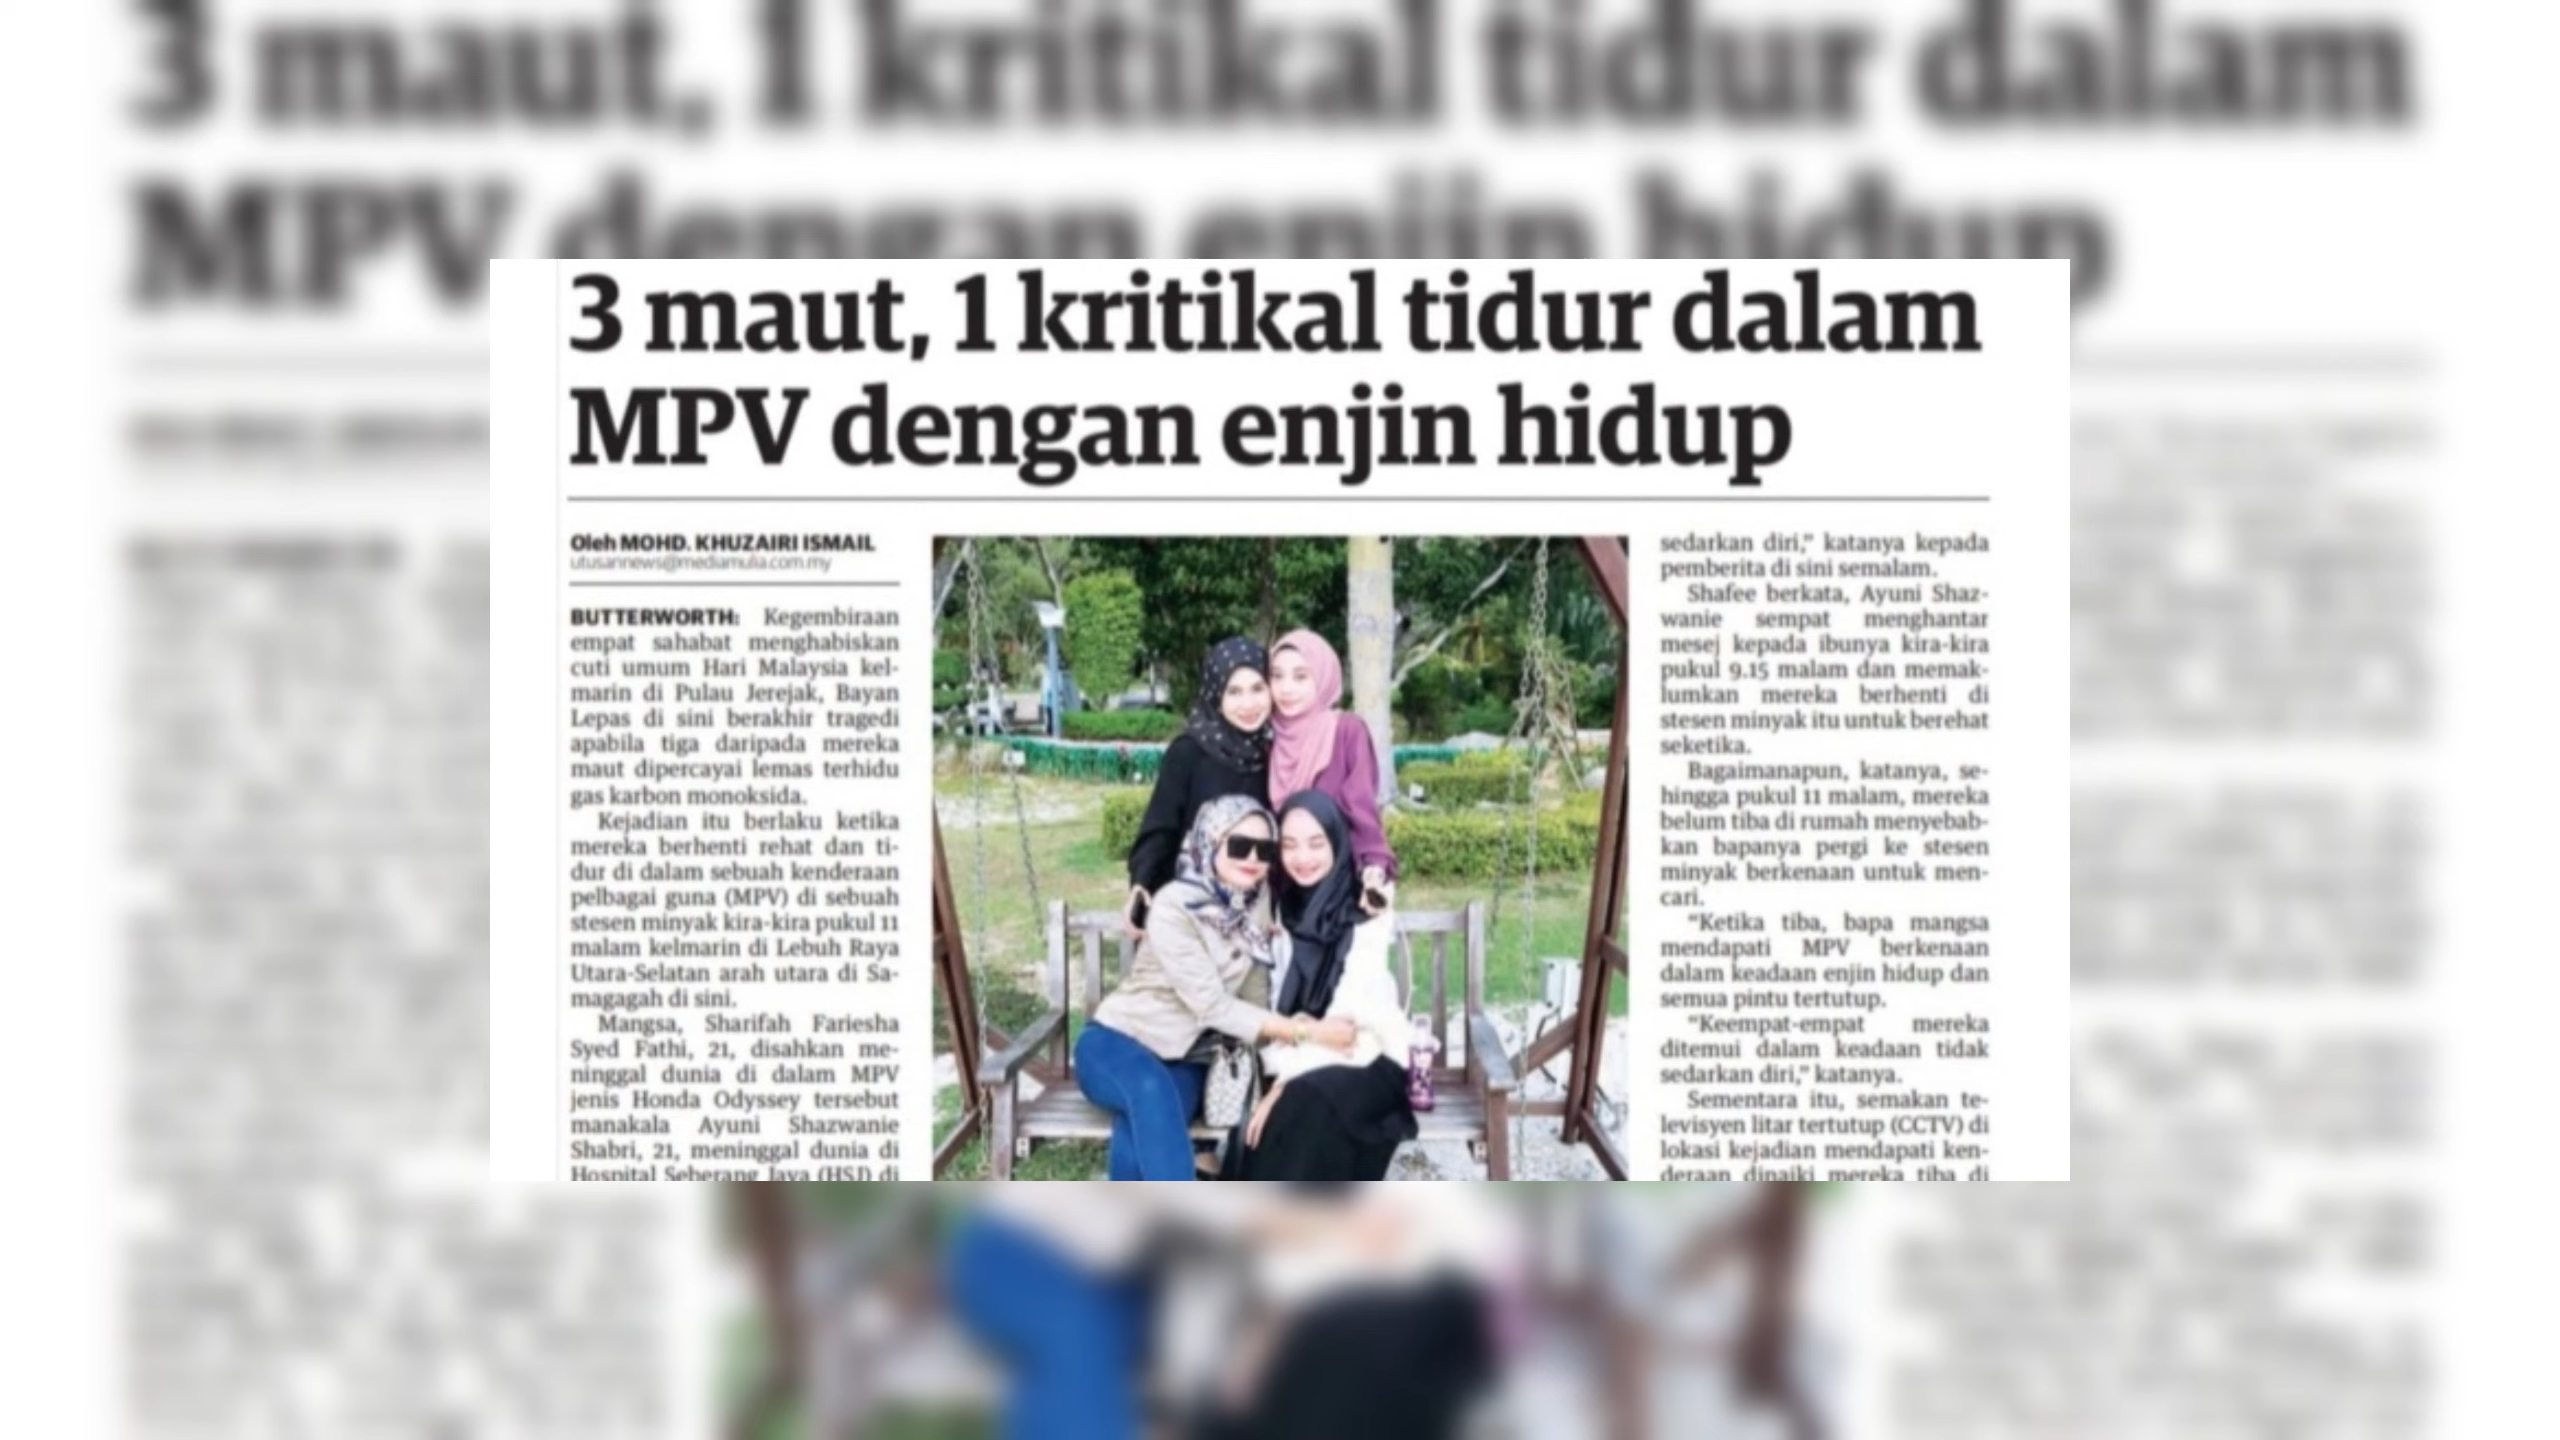 3 maut, 1 kritikal tidur dalam
MPV dengan enjin hidup
Oleh MOHD. KHUZAIRI ISMAIL
utusannews@mediamulia.com.my
BUTTERWORTH: Kegembiraan
empat sahabat menghabiskan
cuti umum Hari Malaysia kel-
marin di Pulau Jerejak, Bayan
Lepas di sini berakhir tragedi
apabila tiga daripada mereka
maut dipercayai lemas terhidu
gas karbon monoksida.
Kejadian itu berlaku ketika
mereka berhenti rehat dan ti-
dur di dalam sebuah kenderaan
pelbagai guna (MPV) di sebuah
stesen minyak kira-kira pukul 11
malam kelmarin di Lebuh Raya
Utara-Selatan arah utara di Sa-
magagah di sini.
Mangsa, Sharifah Fariesha
Syed Fathi, 21, disahkan me-
ninggal dunia di dalam MPV
jenis Honda Odyssey tersebut
manakala Ayuni Shazwanie
Shabri, 21, meninggal dunia di
Hospital Seberang Jaya (HSJ) di
sedarkan diri,” katanya kepada
pemberita di sini semalam.
Shafee berkata, Ayuni Shaz-
wanie sempat menghantar
mesej kepada ibunya kira-kira
pukul 9.15 malam dan memak-
lumkan mereka berhenti di
stesen minyak itu untuk berehat
seketika.
Bagaimanapun, katanya, se-
hingga pukul 11 malam, mereka
belum tiba di rumah menyebab-
kan bapanya pergi ke stesen
minyak berkenaan untuk men-
cari.
“Ketika tiba, bapa mangsa
mendapati MPV berkenaan
dalam keadaan enjin hidup dan
semua pintu tertutup.
“Keempat-empat mereka
ditemui dalam keadaan tidak
sedarkan diri,” katanya.
Sementara itu, semakan te-
levisyen litar tertutup (CCTV) di
lokasi kejadian mendapati ken-
deraan dinaiki mereka tiba di